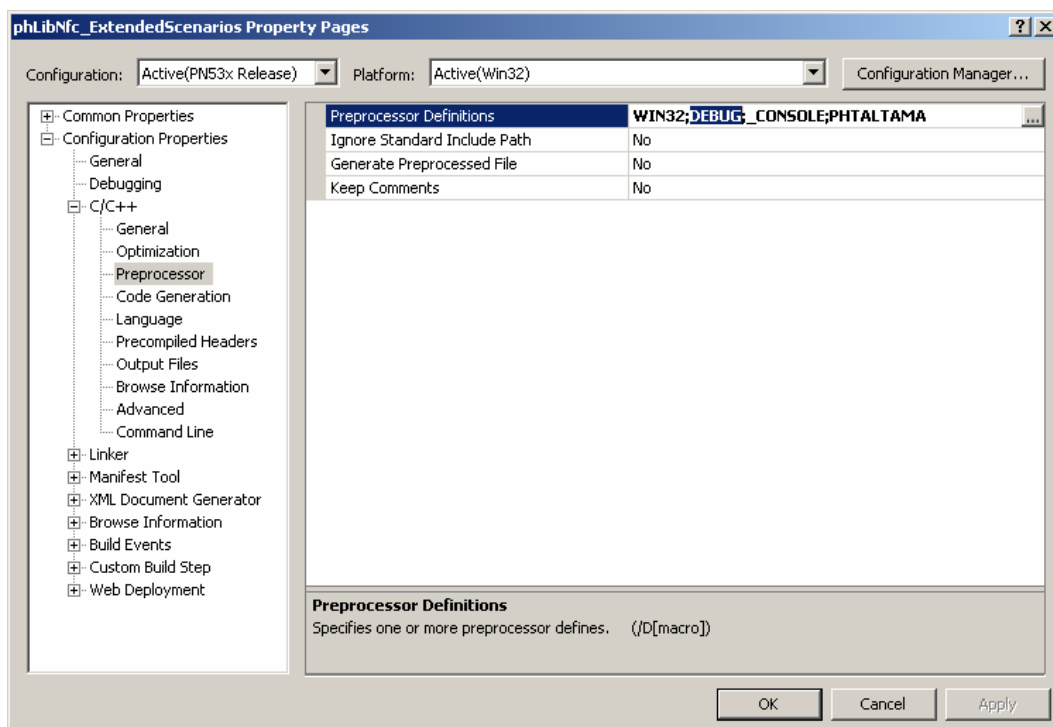 phLibNfc_ExtendedScenarios Property Pages
Configuration: Active(PN53x Release) Platform: Active(Win32) Configuration Manager...
Common Properties
Configuration Properties
General
Debugging
C/C++
General
Optimization
Preprocessor
Code Generation
Language
Precompiled Headers
Output Files
Browse Information
Advanced
Command Line
Linker
Manifest Tool
XML Document Generator
Browse Information
Build Events
Custom Build Step
Web Deployment
Preprocessor Definitions WIN32;DEBUG;_CONSOLE;PHTALTAMA ...
Ignore Standard Include Path No
Generate Preprocessed File No
Keep Comments No
Preprocessor Definitions
Specifies one or more preprocessor defines. (/D[macro])
OK Cancel Apply